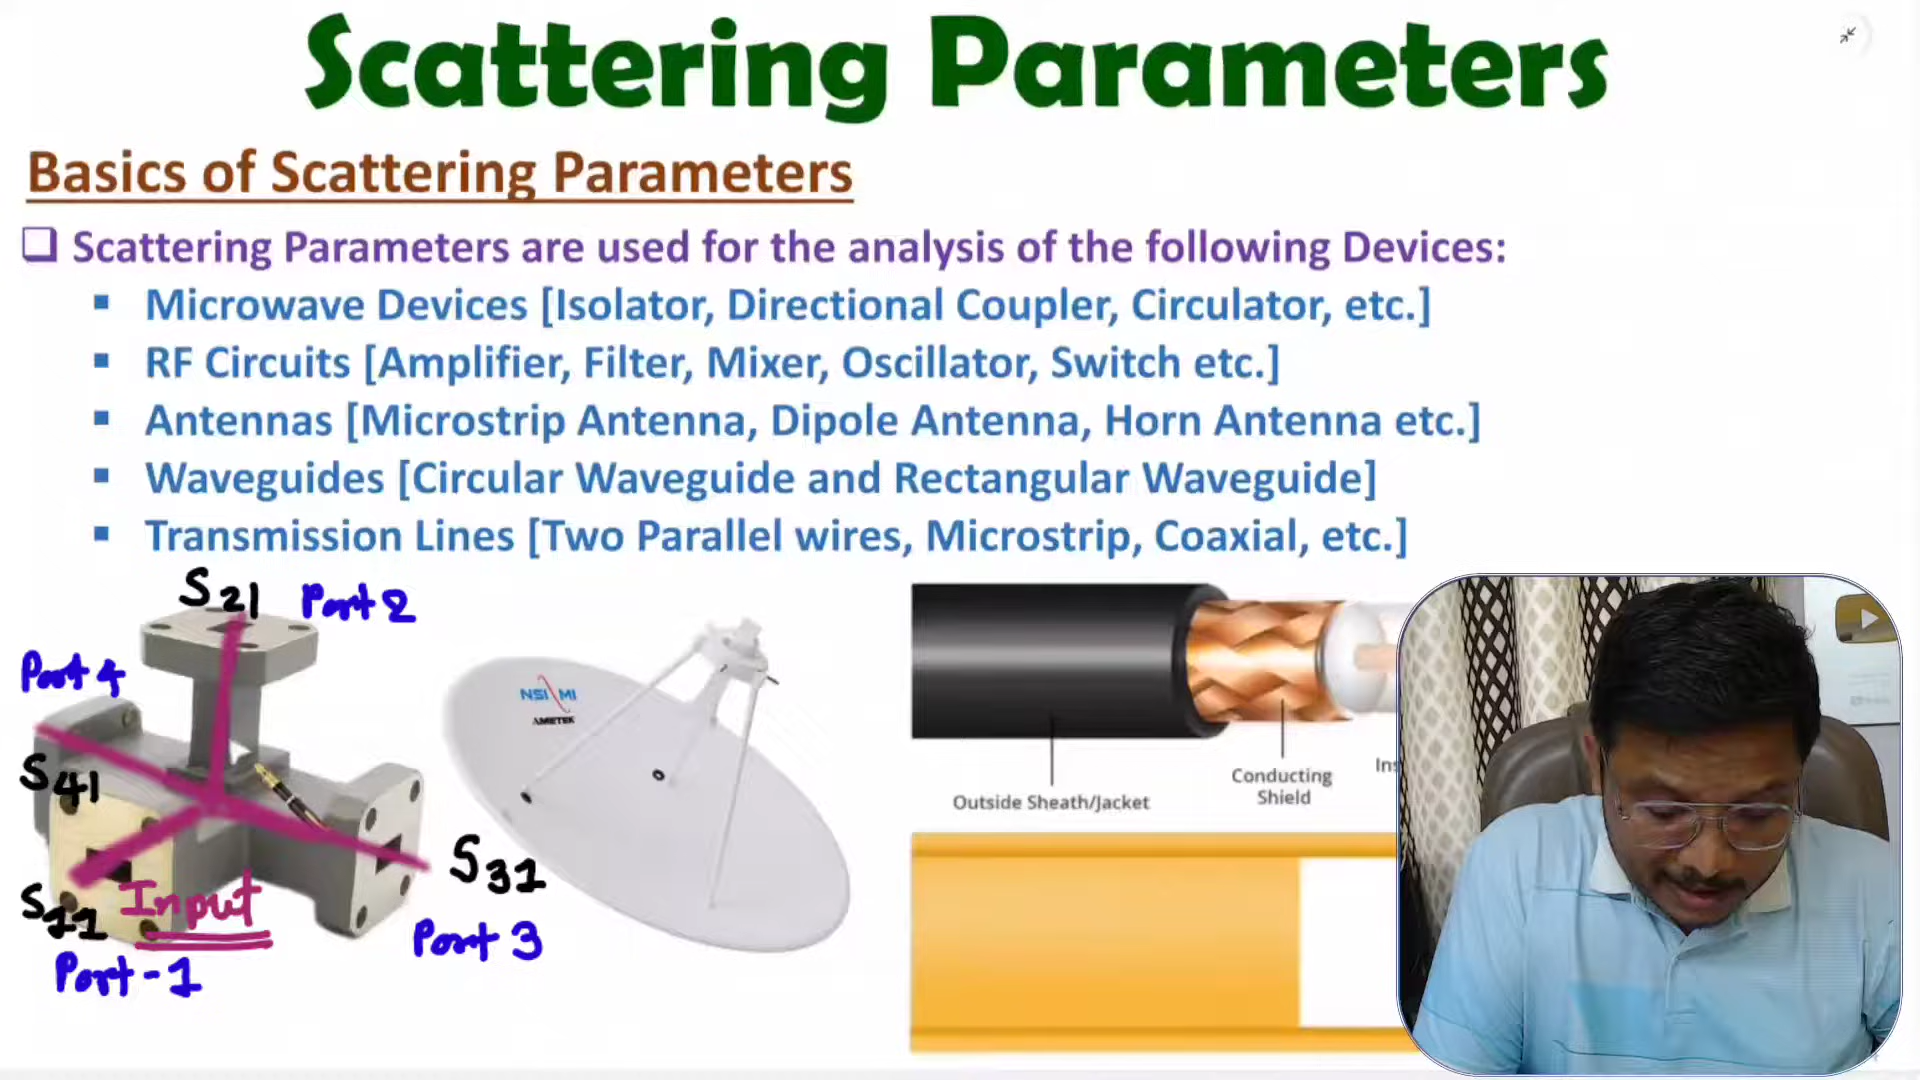 Scattering Parameters
Basics of Scattering Parameters
❑ Scattering Parameters are used for the analysis of the following Devices:
▪ Microwave Devices [Isolator, Directional Coupler, Circulator, etc.]
▪ RF Circuits [Amplifier, Filter, Mixer, Oscillator, Switch etc.]
▪ Antennas [Microstrip Antenna, Dipole Antenna, Horn Antenna etc.]
▪ Waveguides [Circular Waveguide and Rectangular Waveguide]
▪ Transmission Lines [Two Parallel wires, Microstrip, Coaxial, etc.]
S21 Port 2
Port 4
S41
S11 Input
Port-1
S31
Port 3
NSI MI
AMETEK
Outside Sheath/Jacket
Conducting
Shield
Ins